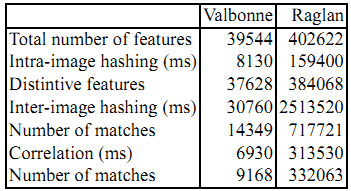 Valbonne Raglan
Total number of features 39544 402622
Intra-image hashing (ms) 8130 159400
Distintive features 37628 384068
Inter-image hashing (ms) 30760 2513520
Number of matches 14349 717721
Correlation (ms) 6930 313530
Number of matches 9168 332063